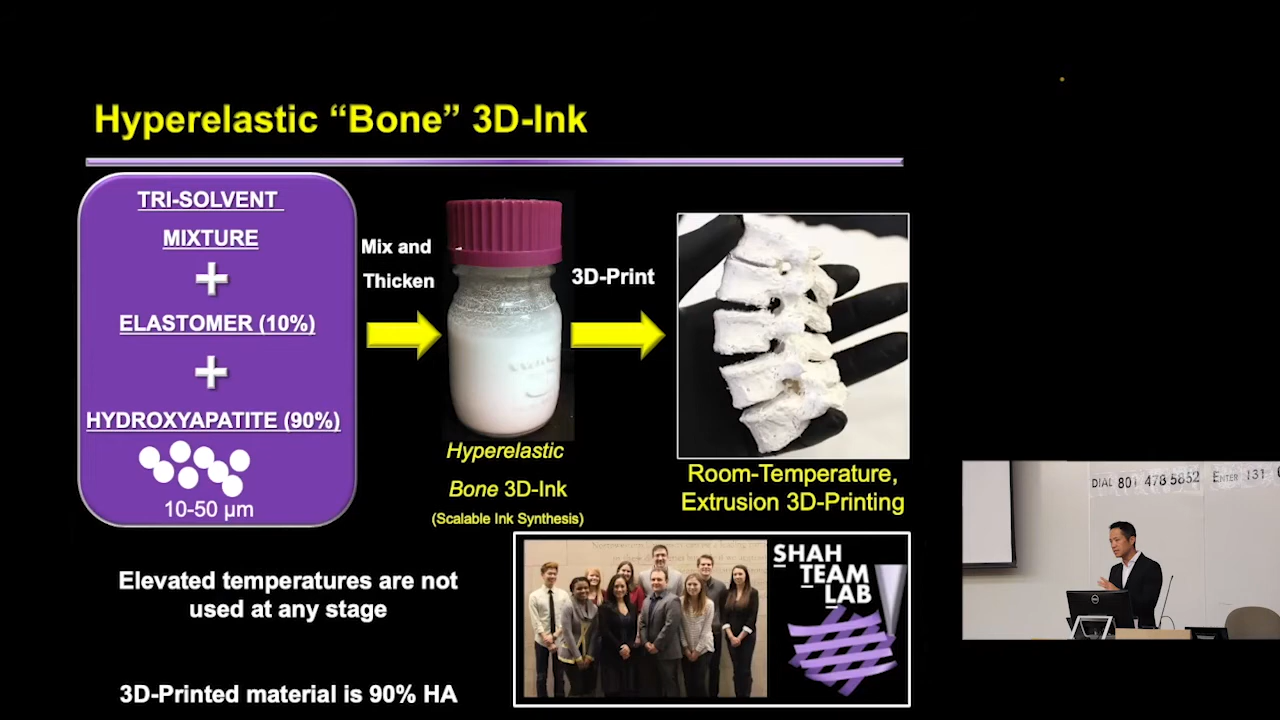 Hyperelastic “Bone” 3D-Ink
TRI-SOLVENT
MIXTURE
+
ELASTOMER (10%)
+
HYDROXYAPATITE (90%)
10-50 µm
Mix and
Thicken
Hyperelastic
Bone 3D-Ink
(Scalable Ink Synthesis)
3D-Print
Room-Temperature,
Extrusion 3D-Printing
Elevated temperatures are not
used at any stage
3D-Printed material is 90% HA
SHAH
TEAM
LAB
DIAL 801 478 5852 ENTER 131
DELL